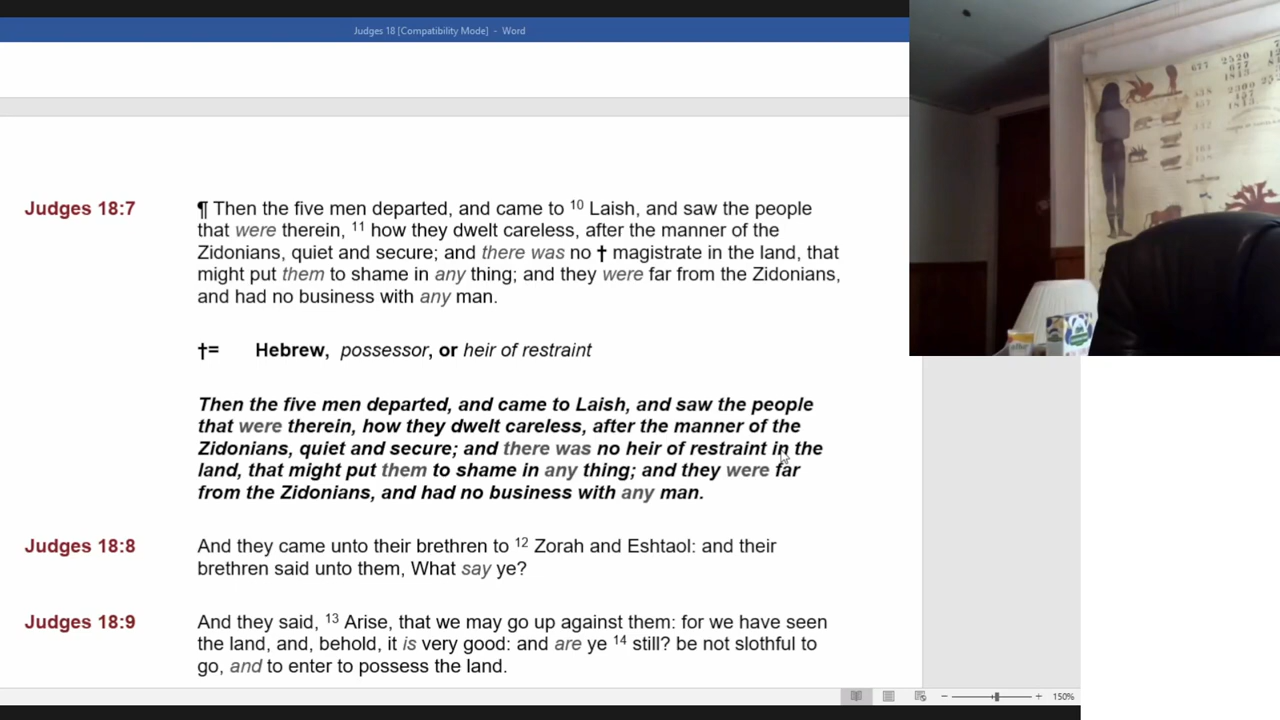 Judges 18 [Compatibility Mode] - Word
Judges 18:7 ¶ Then the five men departed, and came to 10 Laish, and saw the people
that were therein, 11 how they dwelt careless, after the manner of the
Zidonians, quiet and secure; and there was no † magistrate in the land, that
might put them to shame in any thing; and they were far from the Zidonians,
and had no business with any man.
†= Hebrew, possessor, or heir of restraint
Then the five men departed, and came to Laish, and saw the people
that were therein, how they dwelt careless, after the manner of the
Zidonians, quiet and secure; and there was no heir of restraint in the
land, that might put them to shame in any thing; and they were far
from the Zidonians, and had no business with any man.
Judges 18:8 And they came unto their brethren to 12 Zorah and Eshtaol: and their
brethren said unto them, What say ye?
Judges 18:9 And they said, 13 Arise, that we may go up against them: for we have seen
the land, and, behold, it is very good: and are ye 14 still? be not slothful to
go, and to enter to possess the land.
150%
677
2520
677
1843
2300
457
1843